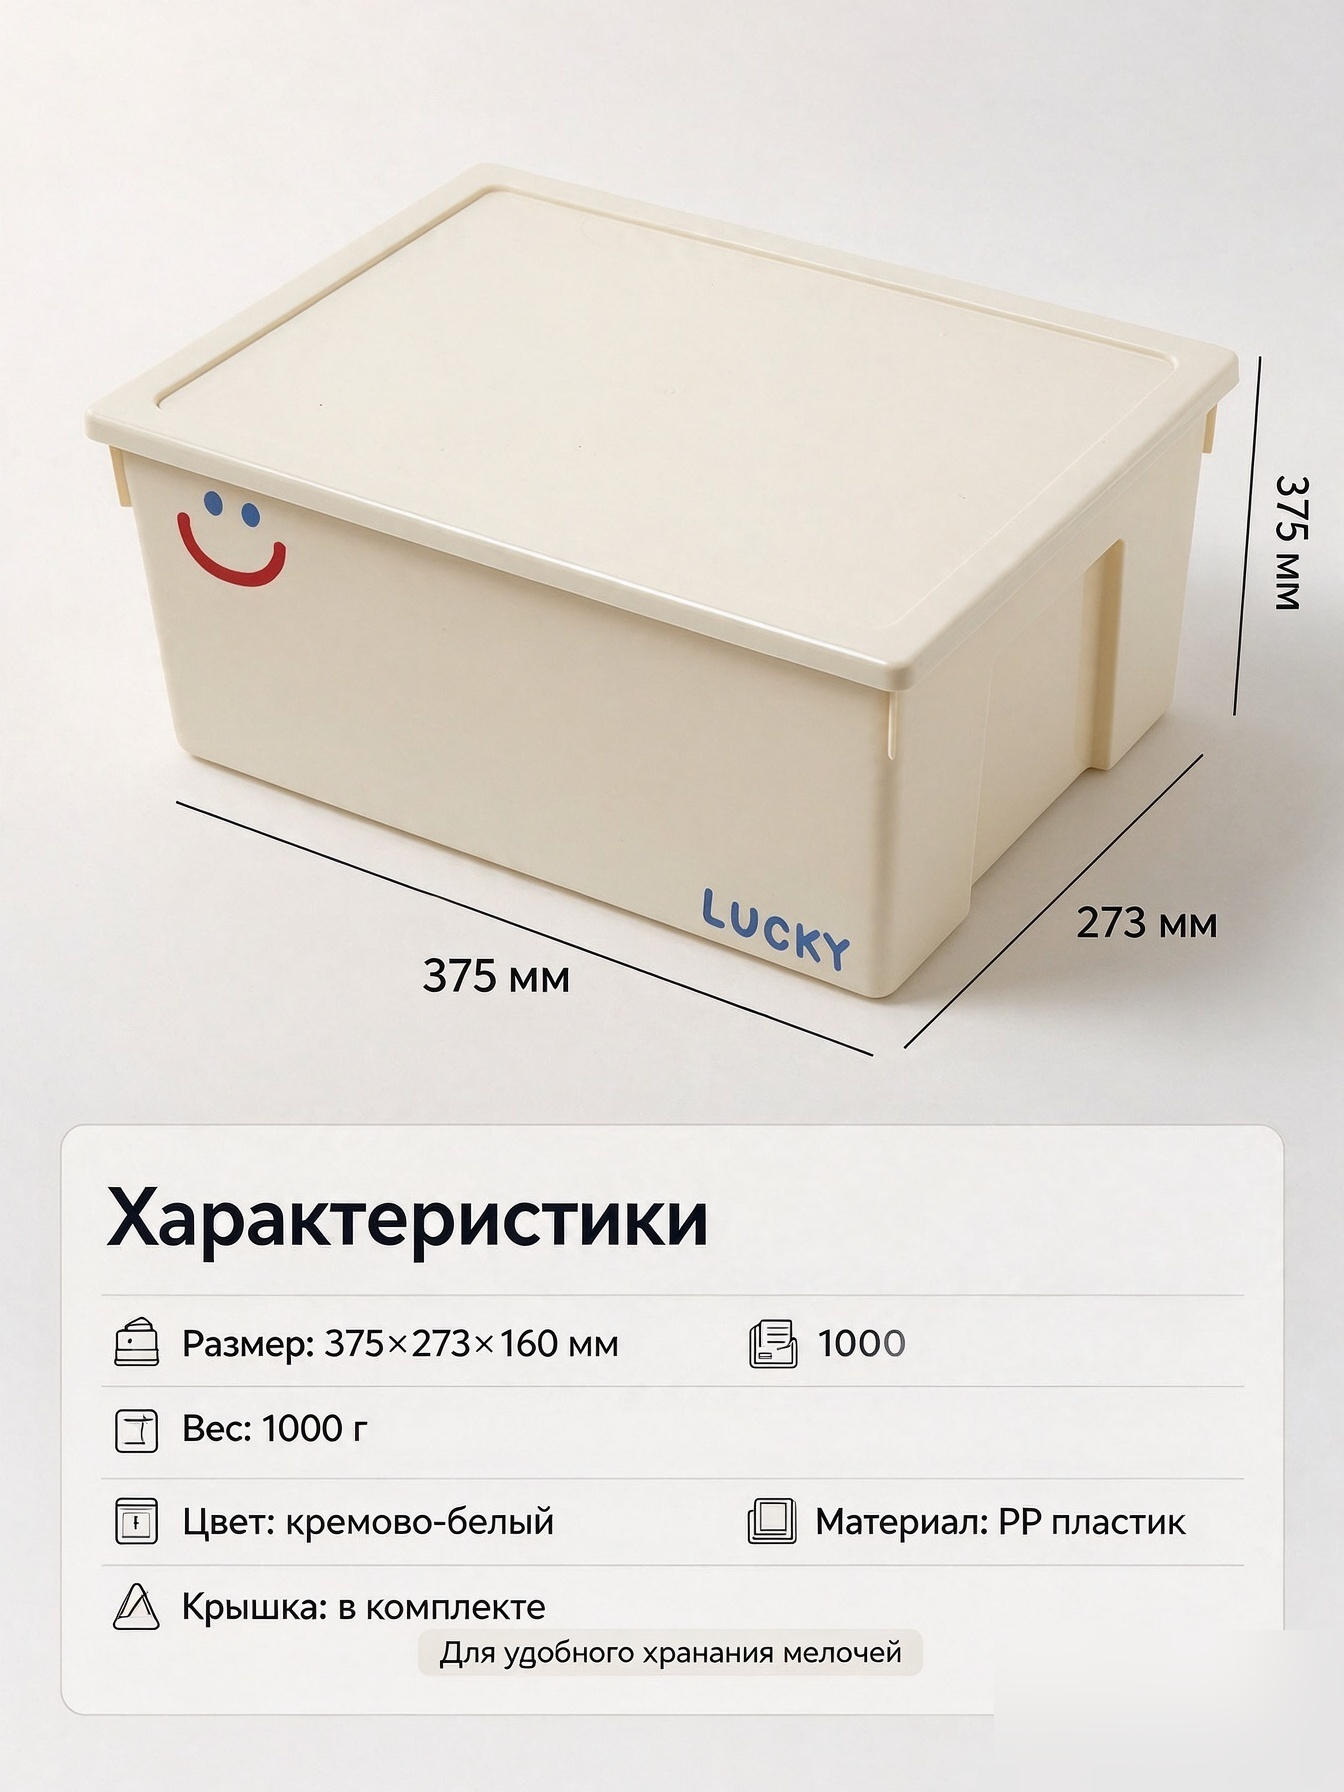 375 мм
LUCKY
273 мм
375 мм
Характеристики
Размер: 375×273×160 мм
1000
Вес: 1000 г
Цвет: кремово-белый
Материал: PP пластик
Крышка: в комплекте
Для удобного хранания мелочей